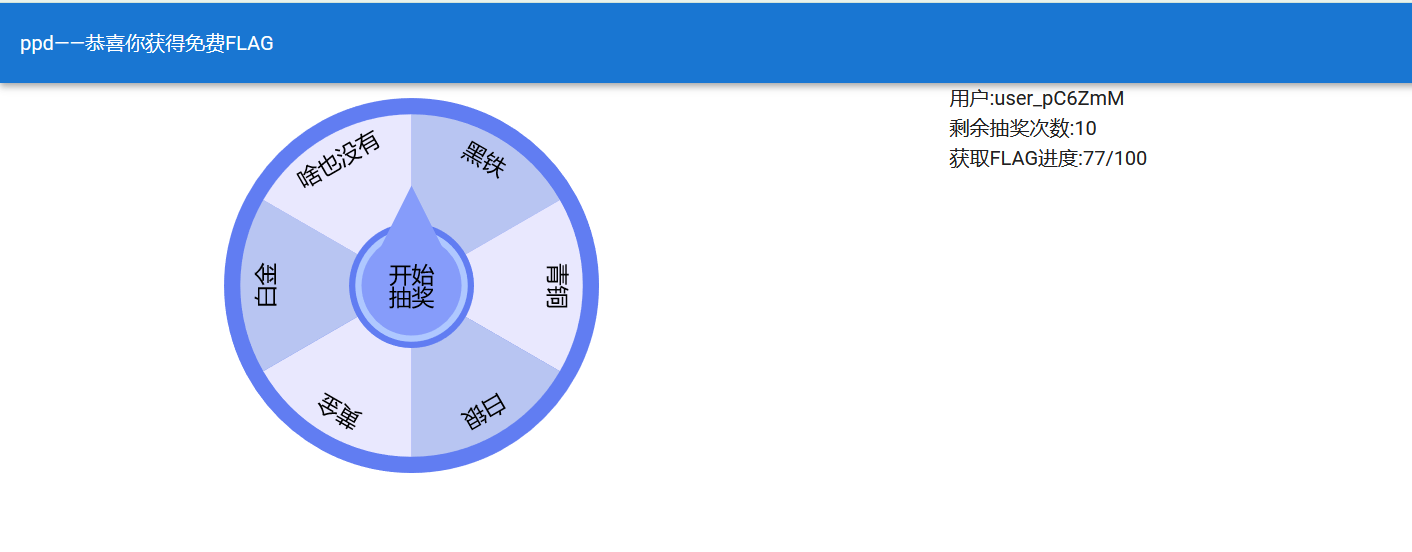 ppd——恭喜你获得免费FLAG
用户:user_pC6ZmM
剩余抽奖次数:10
获取FLAG进度:77/100
啥也没有
黑铁
白金
开始
抽奖
青铜
黄金
白银